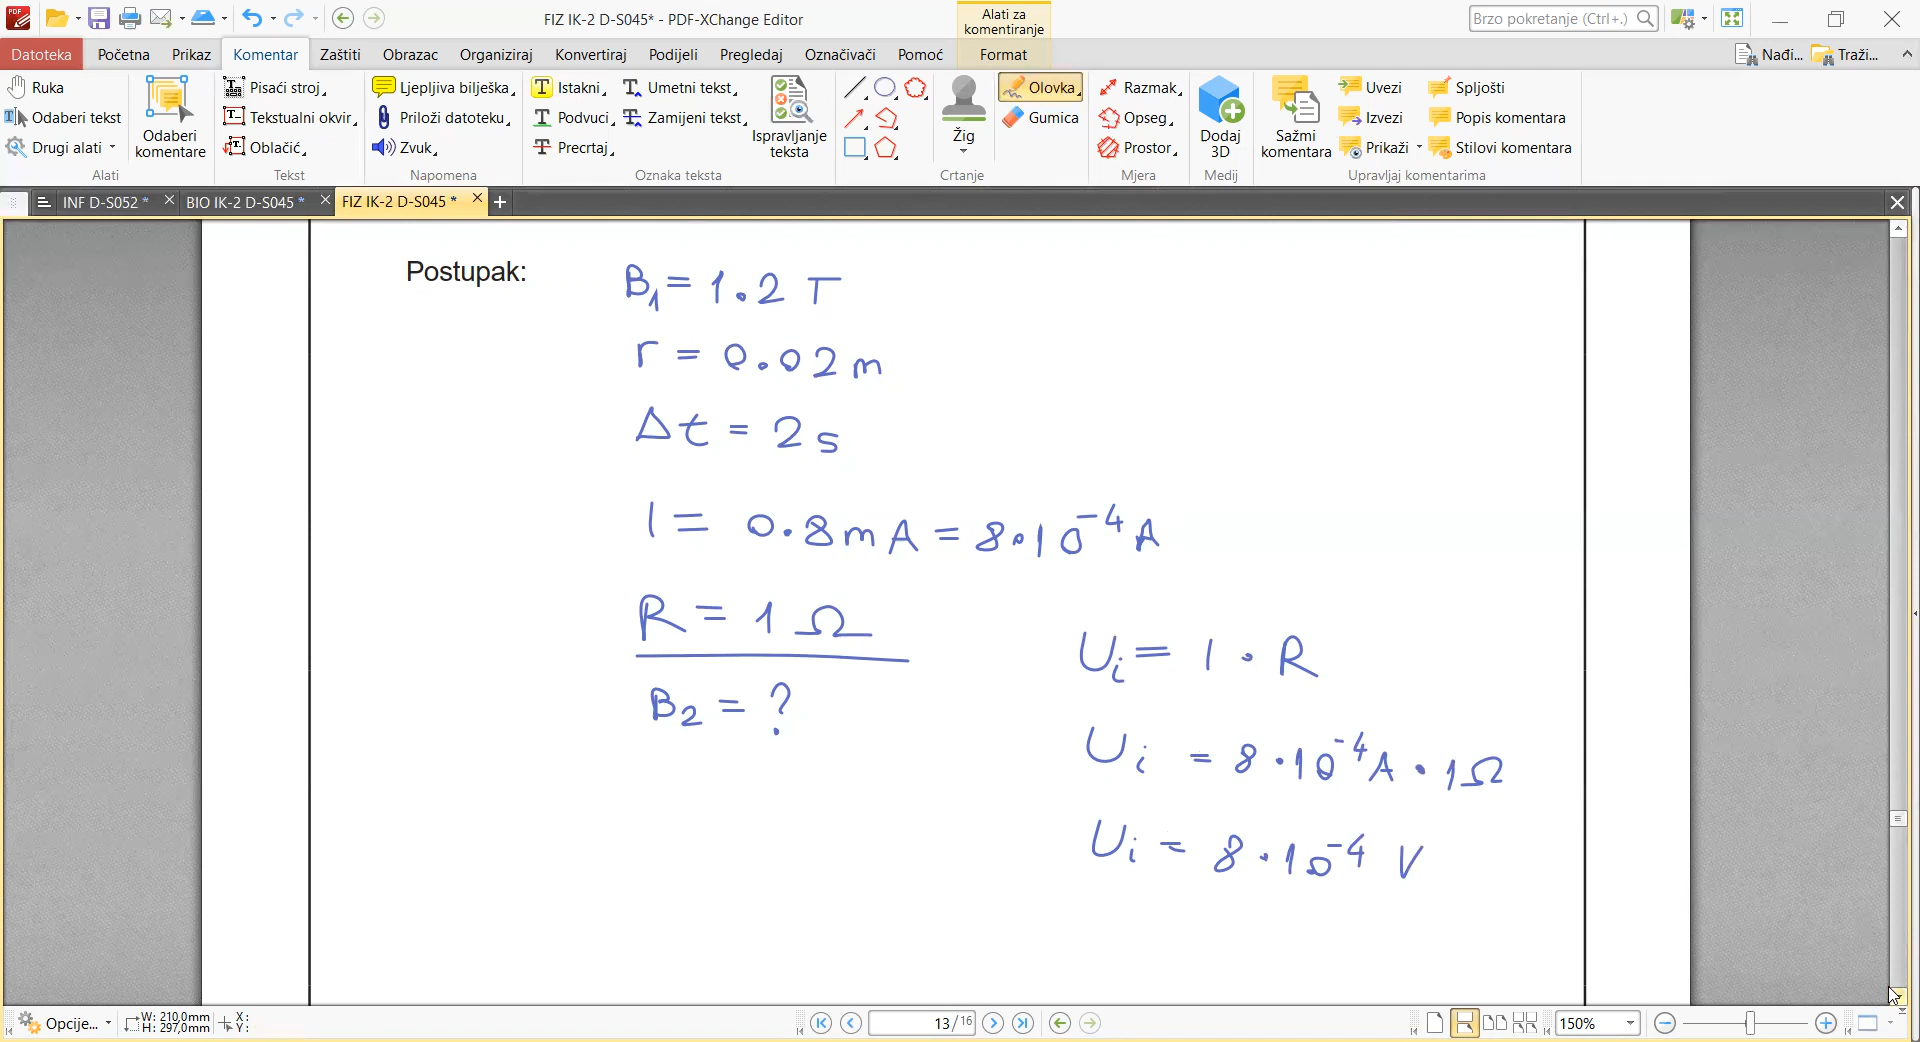 FIZ IK-2 D-S045* - PDF-XChange Editor
Alati za komentiranje
Brzo pokretanje (Ctrl+.)
Datoteka Početna Prikaz Komentar Zaštiti Obrazac Organiziraj Konvertiraj Podijeli Pregledaj Označivači Pomoć Format Nađi... Traži...
Ruka
Odaberi tekst
Drugi alati
Odaberi komentare
Alati
Pisaći stroj
Tekstualni okvir
Oblačić
Tekst
Ljepljiva bilješka
Priloži datoteku
Zvuk
Napomena
Istakni
Podvuci
Precrtaj
Umetni tekst
Zamijeni tekst
Ispravljanje teksta
Oznaka teksta
Žig
Crtanje
Olovka
Gumica
Razmak
Opseg
Prostor
Mjera
Dodaj 3D
Medij
Sažmi komentara
Uvezi
Izvezi
Prikaži
Spljošti
Popis komentara
Stilovi komentara
Upravljaj komentarima
INF D-S052 * BIO IK-2 D-S045 * FIZ IK-2 D-S045 *
Postupak:
B₁ = 1.2 T
r = 0.02 m
Δt = 2 s
I = 0.8 mA = 8·10⁻⁴ A
R = 1 Ω
B₂ = ?
Uᵢ = I · R
Uᵢ = 8·10⁻⁴ A · 1 Ω
Uᵢ = 8·10⁻⁴ V
Opcije...
W: 210,0mm
H: 297,0mm
X:
Y:
13/16
150%